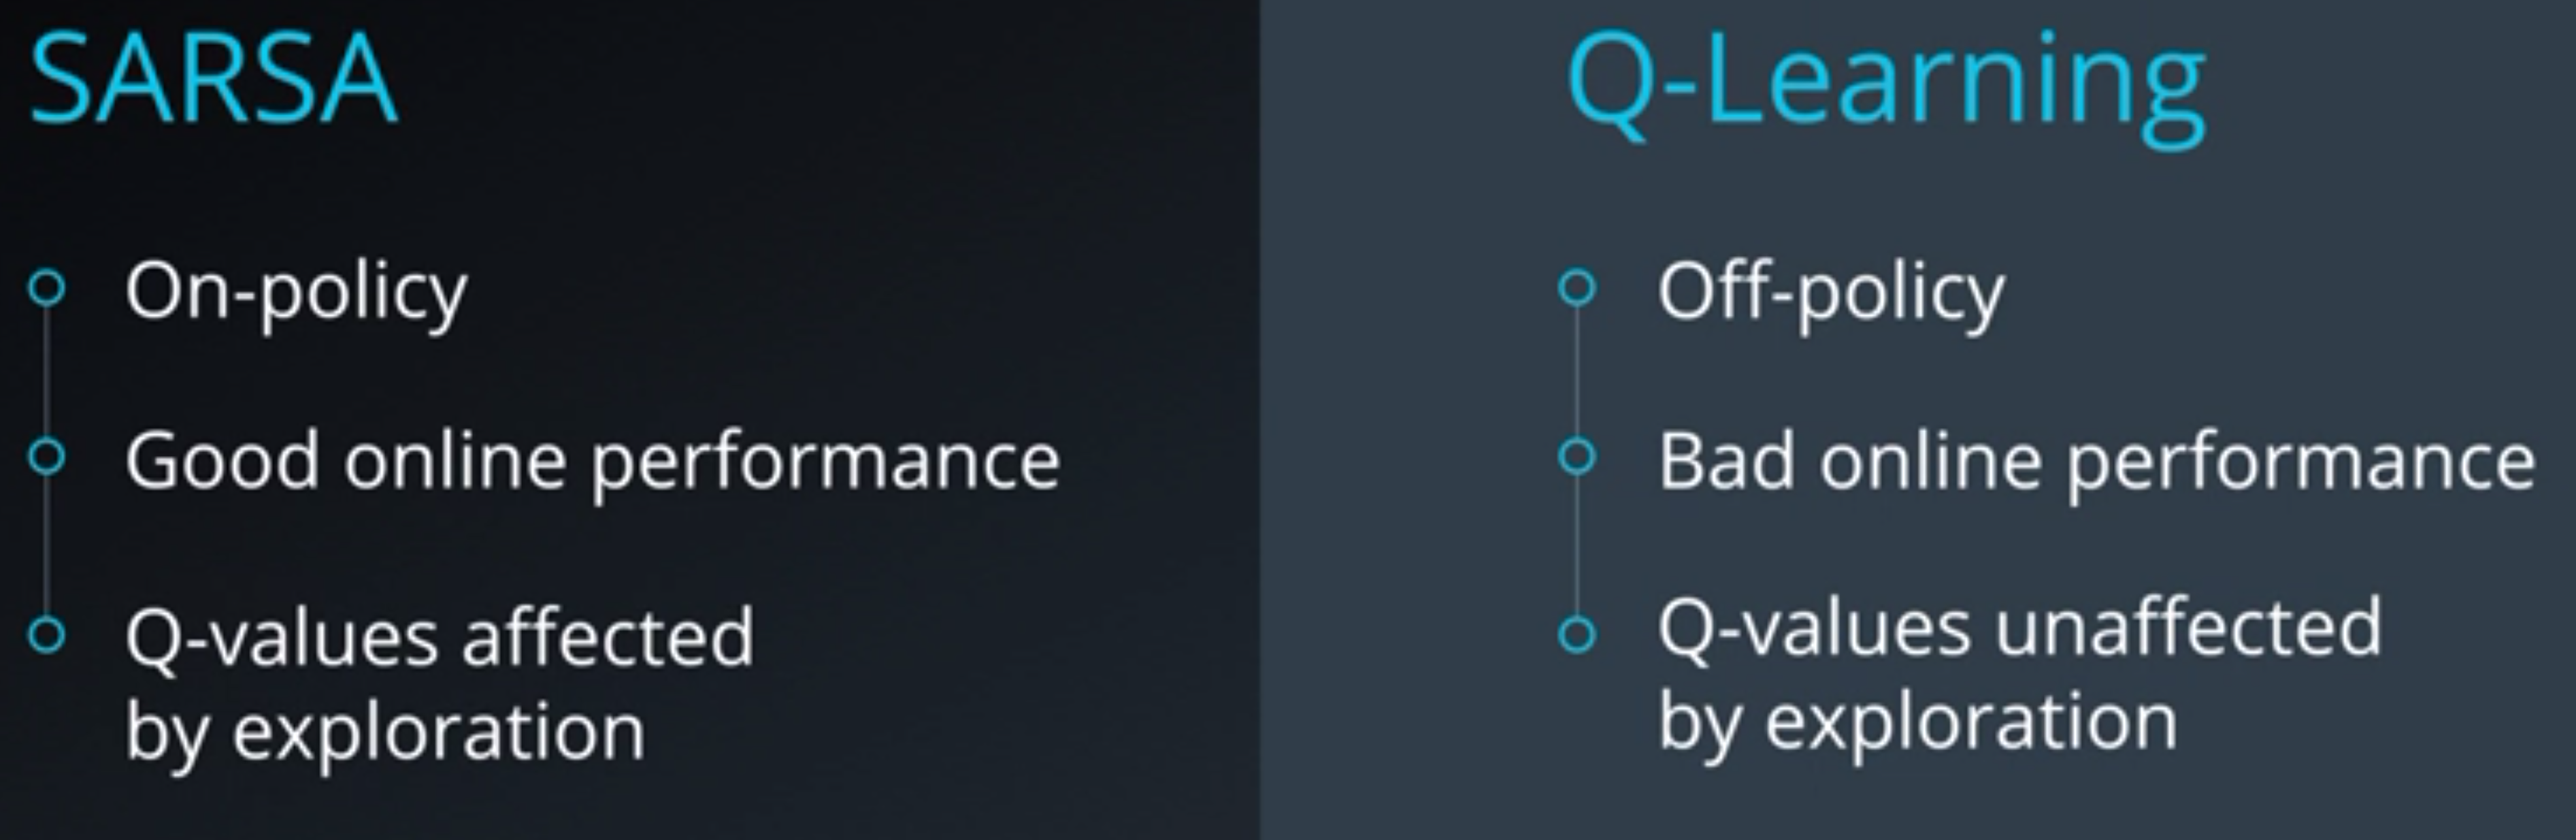 SARSA
On-policy
Good online performance
Q-values affected
by exploration
Q-Learning
Off-policy
Bad online performance
Q-values unaffected
by exploration